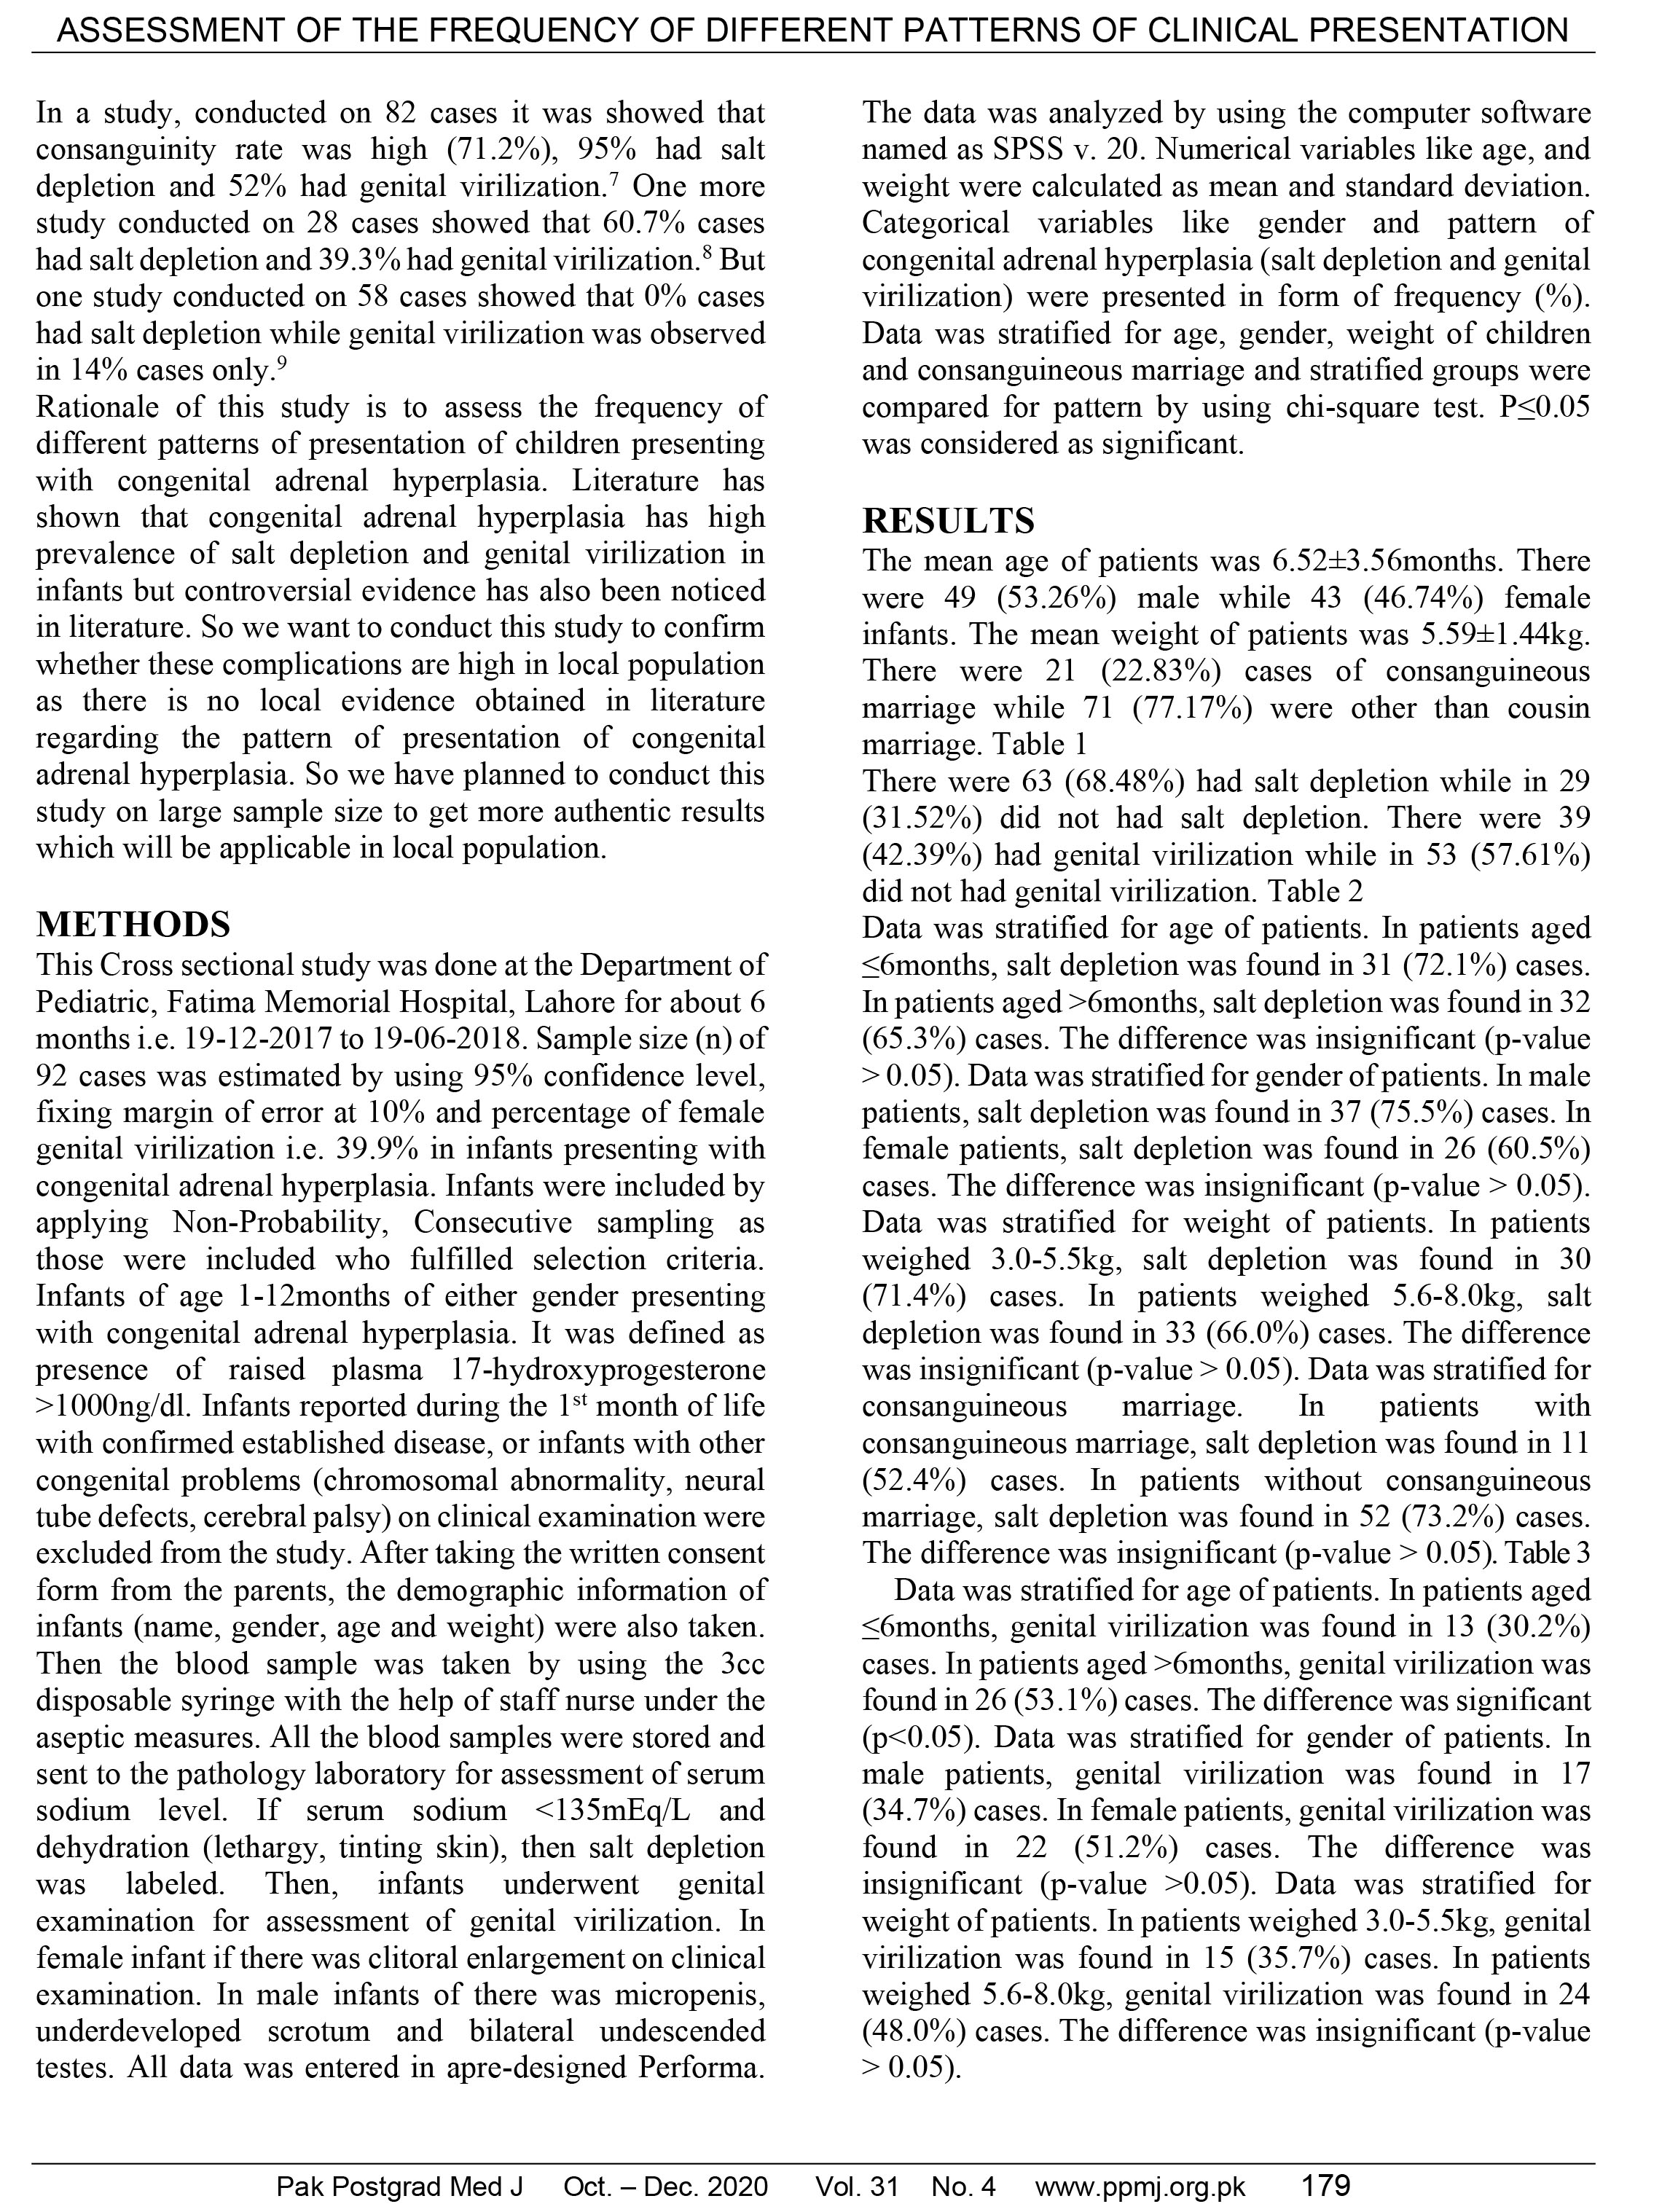 ASSESSMENT OF THE FREQUENCY OF DIFFERENT PATTERNS OF CLINICAL PRESENTATION
In a study, conducted on 82 cases it was showed that
consanguinity rate was high (71.2%), 95% had salt
depletion and 52% had genital virilization.⁷ One more
study conducted on 28 cases showed that 60.7% cases
had salt depletion and 39.3% had genital virilization.⁸ But
one study conducted on 58 cases showed that 0% cases
had salt depletion while genital virilization was observed
in 14% cases only.⁹
Rationale of this study is to assess the frequency of
different patterns of presentation of children presenting
with congenital adrenal hyperplasia. Literature has
shown that congenital adrenal hyperplasia has high
prevalence of salt depletion and genital virilization in
infants but controversial evidence has also been noticed
in literature. So we want to conduct this study to confirm
whether these complications are high in local population
as there is no local evidence obtained in literature
regarding the pattern of presentation of congenital
adrenal hyperplasia. So we have planned to conduct this
study on large sample size to get more authentic results
which will be applicable in local population.
METHODS
This Cross sectional study was done at the Department of
Pediatric, Fatima Memorial Hospital, Lahore for about 6
months i.e. 19-12-2017 to 19-06-2018. Sample size (n) of
92 cases was estimated by using 95% confidence level,
fixing margin of error at 10% and percentage of female
genital virilization i.e. 39.9% in infants presenting with
congenital adrenal hyperplasia. Infants were included by
applying Non-Probability, Consecutive sampling as
those were included who fulfilled selection criteria.
Infants of age 1-12months of either gender presenting
with congenital adrenal hyperplasia. It was defined as
presence of raised plasma 17-hydroxyprogesterone
>1000ng/dl. Infants reported during the 1st month of life
with confirmed established disease, or infants with other
congenital problems (chromosomal abnormality, neural
tube defects, cerebral palsy) on clinical examination were
excluded from the study. After taking the written consent
form from the parents, the demographic information of
infants (name, gender, age and weight) were also taken.
Then the blood sample was taken by using the 3cc
disposable syringe with the help of staff nurse under the
aseptic measures. All the blood samples were stored and
sent to the pathology laboratory for assessment of serum
sodium level. If serum sodium <135mEq/L and
dehydration (lethargy, tinting skin), then salt depletion
was labeled. Then, infants underwent genital
examination for assessment of genital virilization. In
female infant if there was clitoral enlargement on clinical
examination. In male infants of there was micropenis,
underdeveloped scrotum and bilateral undescended
testes. All data was entered in apre-designed Performa.
The data was analyzed by using the computer software
named as SPSS v. 20. Numerical variables like age, and
weight were calculated as mean and standard deviation.
Categorical variables like gender and pattern of
congenital adrenal hyperplasia (salt depletion and genital
virilization) were presented in form of frequency (%).
Data was stratified for age, gender, weight of children
and consanguineous marriage and stratified groups were
compared for pattern by using chi-square test. P≤0.05
was considered as significant.
RESULTS
The mean age of patients was 6.52±3.56months. There
were 49 (53.26%) male while 43 (46.74%) female
infants. The mean weight of patients was 5.59±1.44kg.
There were 21 (22.83%) cases of consanguineous
marriage while 71 (77.17%) were other than cousin
marriage. Table 1
There were 63 (68.48%) had salt depletion while in 29
(31.52%) did not had salt depletion. There were 39
(42.39%) had genital virilization while in 53 (57.61%)
did not had genital virilization. Table 2
Data was stratified for age of patients. In patients aged
≤6months, salt depletion was found in 31 (72.1%) cases.
In patients aged >6months, salt depletion was found in 32
(65.3%) cases. The difference was insignificant (p-value
> 0.05). Data was stratified for gender of patients. In male
patients, salt depletion was found in 37 (75.5%) cases. In
female patients, salt depletion was found in 26 (60.5%)
cases. The difference was insignificant (p-value > 0.05).
Data was stratified for weight of patients. In patients
weighed 3.0-5.5kg, salt depletion was found in 30
(71.4%) cases. In patients weighed 5.6-8.0kg, salt
depletion was found in 33 (66.0%) cases. The difference
was insignificant (p-value > 0.05). Data was stratified for
consanguineous marriage. In patients with
consanguineous marriage, salt depletion was found in 11
(52.4%) cases. In patients without consanguineous
marriage, salt depletion was found in 52 (73.2%) cases.
The difference was insignificant (p-value > 0.05). Table 3
Data was stratified for age of patients. In patients aged
≤6months, genital virilization was found in 13 (30.2%)
cases. In patients aged >6months, genital virilization was
found in 26 (53.1%) cases. The difference was significant
(p<0.05). Data was stratified for gender of patients. In
male patients, genital virilization was found in 17
(34.7%) cases. In female patients, genital virilization was
found in 22 (51.2%) cases. The difference was
insignificant (p-value >0.05). Data was stratified for
weight of patients. In patients weighed 3.0-5.5kg, genital
virilization was found in 15 (35.7%) cases. In patients
weighed 5.6-8.0kg, genital virilization was found in 24
(48.0%) cases. The difference was insignificant (p-value
> 0.05).
Pak Postgrad Med J Oct. – Dec. 2020 Vol. 31 No. 4 www.ppmj.org.pk 179